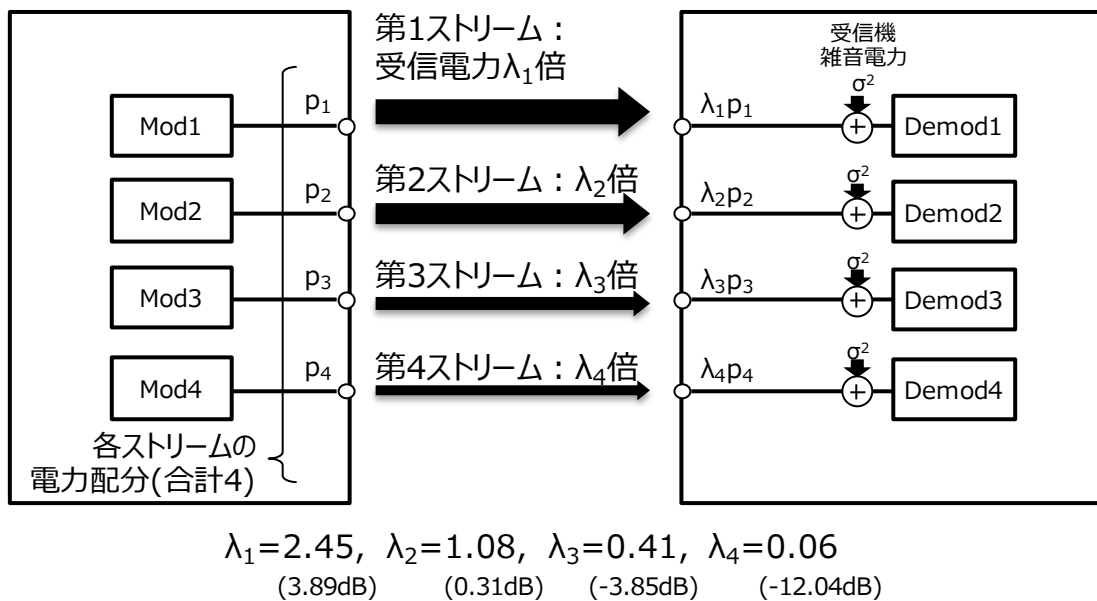 第1ストリーム：
受信電力λ₁倍
受信機
雑音電力
Mod1
p₁
λ₁p₁
σ²
+
Demod1
第2ストリーム：λ₂倍
Mod2
p₂
λ₂p₂
σ²
+
Demod2
第3ストリーム：λ₃倍
Mod3
p₃
λ₃p₃
σ²
+
Demod3
第4ストリーム：λ₄倍
Mod4
p₄
λ₄p₄
σ²
+
Demod4
各ストリームの
電力配分(合計4)
λ₁=2.45, λ₂=1.08, λ₃=0.41, λ₄=0.06
(3.89dB) (0.31dB) (-3.85dB) (-12.04dB)